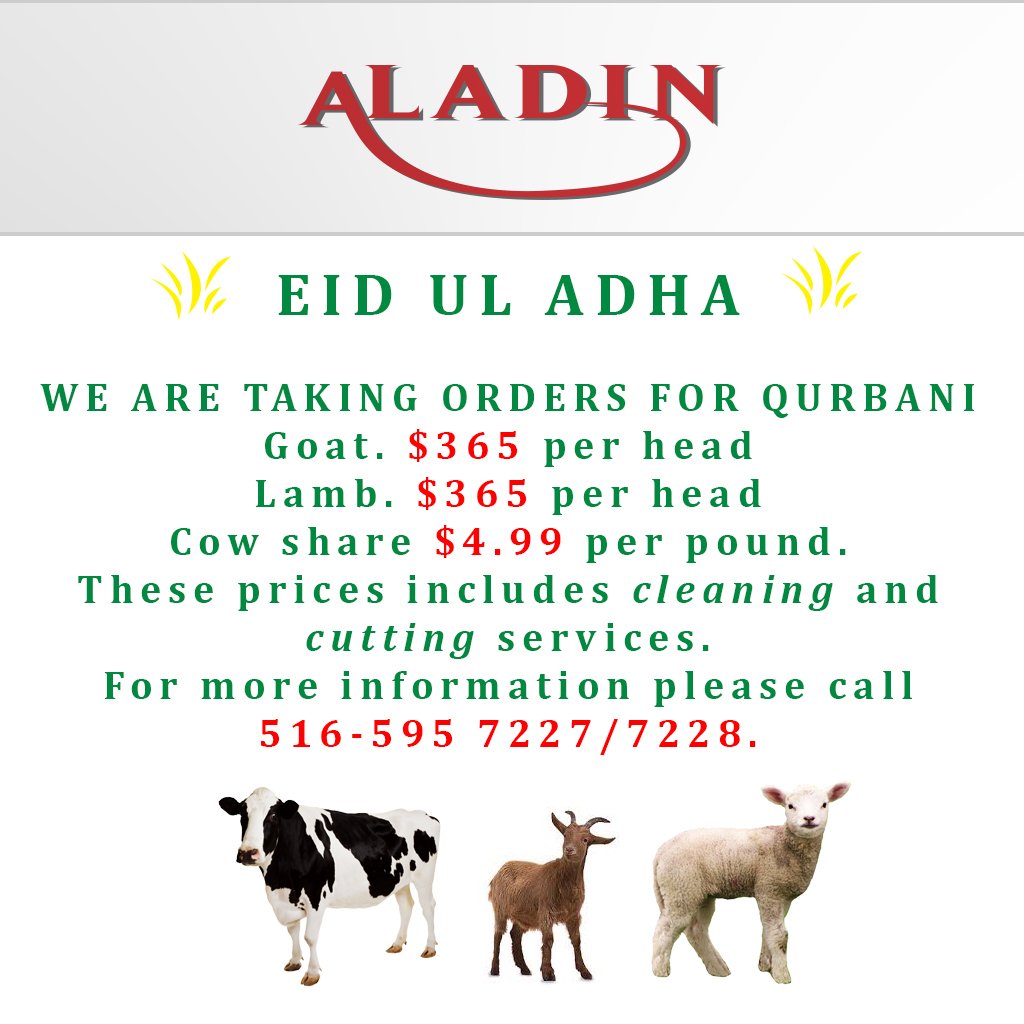 ALADIN
EID UL ADHA
WE ARE TAKING ORDERS FOR QURBANI
Goat. $365 per head
Lamb. $365 per head
Cow share $4.99 per pound.
These prices includes cleaning and
cutting services.
For more information please call
516-595 7227/7228.